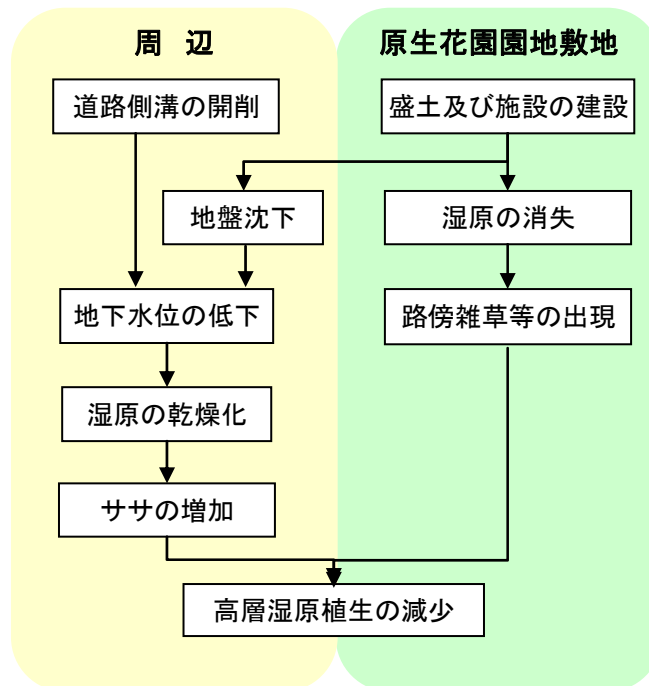 周 辺
原生花園園地敷地
道路側溝の開削
盛土及び施設の建設
地盤沈下
湿原の消失
地下水位の低下
路傍雑草等の出現
湿原の乾燥化
ササの増加
高層湿原植生の減少